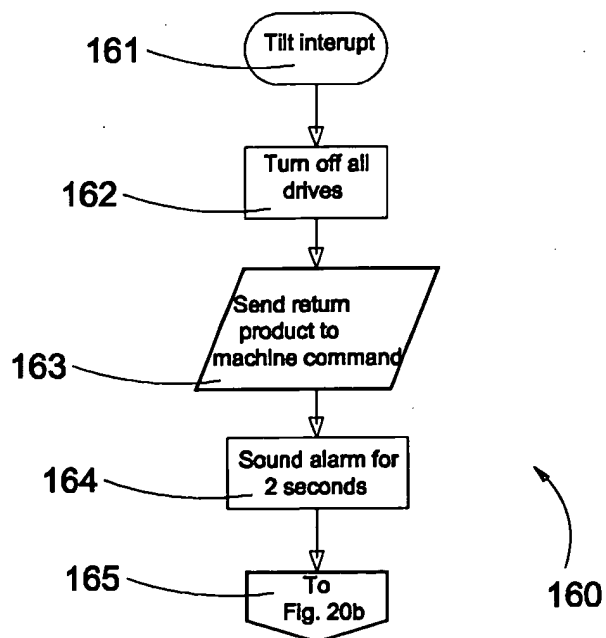 161
Tilt interupt
162
Turn off all
drives
163
Send return
product to
machine command
164
Sound alarm for
2 seconds
165
To
Fig. 20b
160